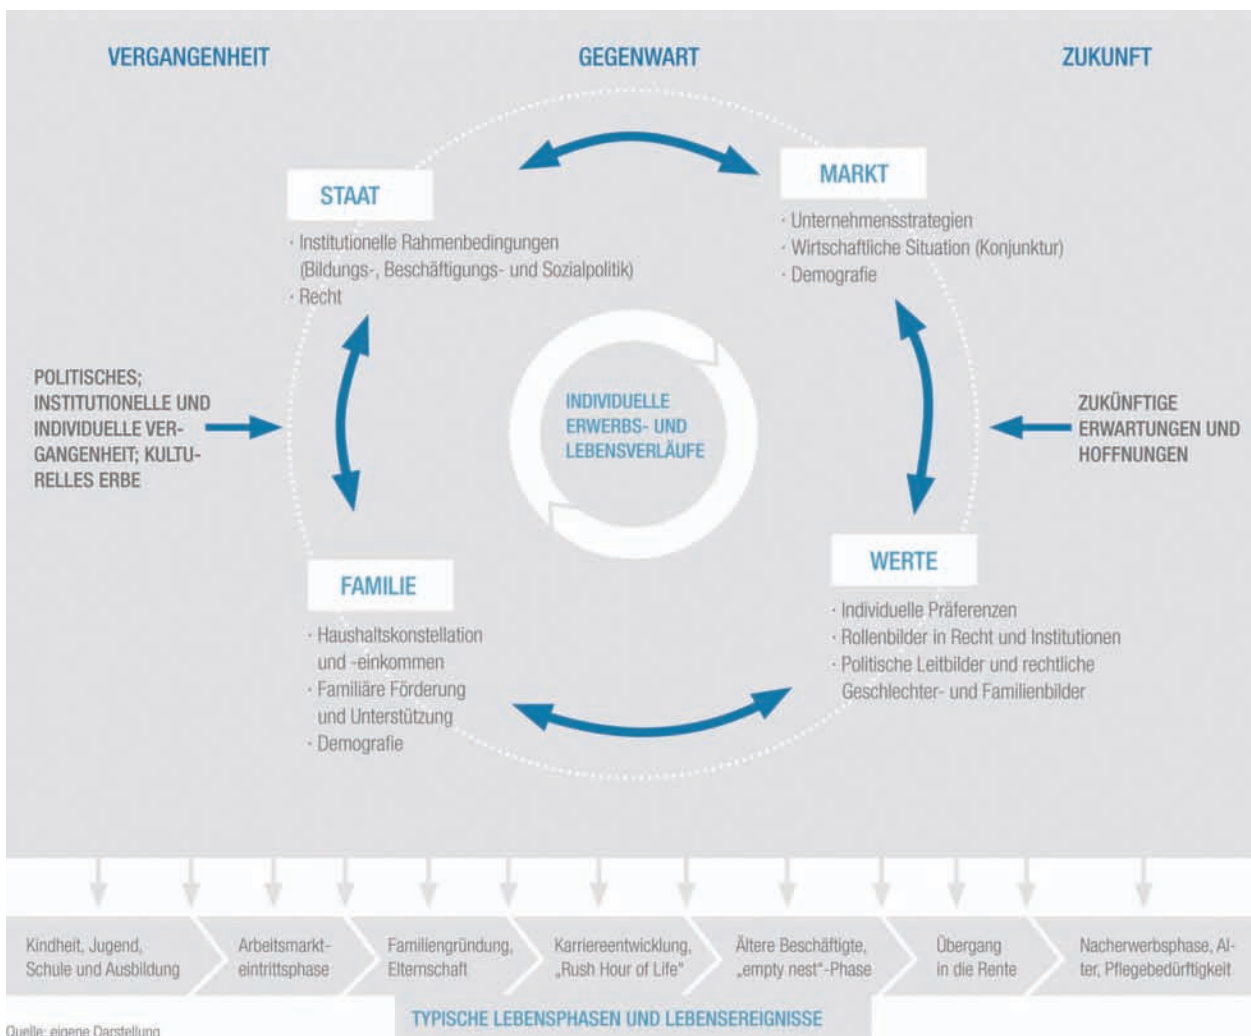 VERGANGENHEIT
GEGENWART
ZUKUNFT
STAAT
· Institutionelle Rahmenbedingungen
(Bildungs-, Beschäftigungs- und Sozialpolitik)
· Recht
MARKT
· Unternehmensstrategien
· Wirtschaftliche Situation (Konjunktur)
· Demografie
POLITISCHES;
INSTITUTIONELLE UND
INDIVIDUELLE VER-
GANGENHEIT; KULTU-
RELLES ERBE
INDIVIDUELLE
ERWERBS- UND
LEBENSVERLÄUFE
ZUKÜNFTIGE
ERWARTUNGEN UND
HOFFNUNGEN
FAMILIE
· Haushaltskonstellation
und -einkommen
· Familiäre Förderung
und Unterstützung
· Demografie
WERTE
· Individuelle Präferenzen
· Rollenbilder in Recht und Institutionen
· Politische Leitbilder und rechtliche
Geschlechter- und Familienbilder
Kindheit, Jugend,
Schule und Ausbildung
Arbeitsmarkt-
eintrittsphase
Familiengründung,
Elternschaft
Karriereentwicklung,
„Rush Hour of Life“
Ältere Beschäftigte,
„empty nest“-Phase
Übergang
in die Rente
Nacherwerbsphase, Al-
ter, Pflegebedürftigkeit
TYPISCHE LEBENSPHASEN UND LEBENSEREIGNISSE
Quelle: eigene Darstellung